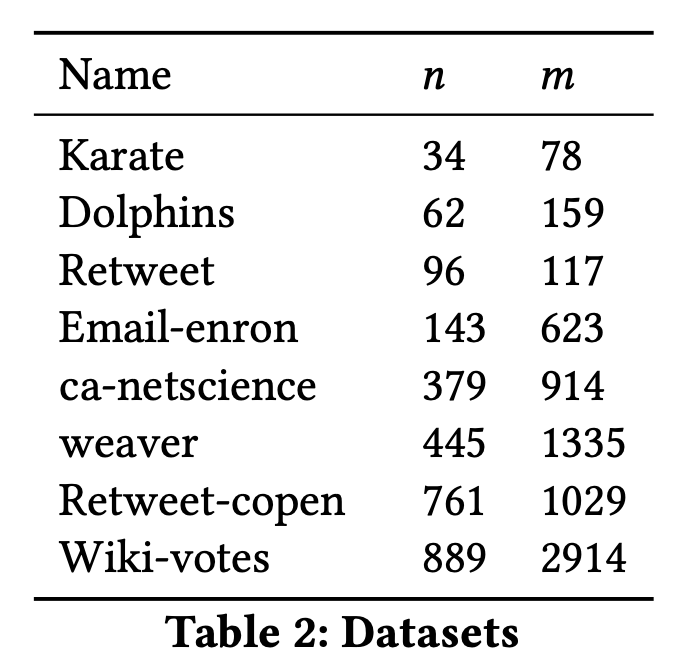 Name n m
Karate 34 78
Dolphins 62 159
Retweet 96 117
Email-enron 143 623
ca-netscience 379 914
weaver 445 1335
Retweet-copen 761 1029
Wiki-votes 889 2914
Table 2: Datasets